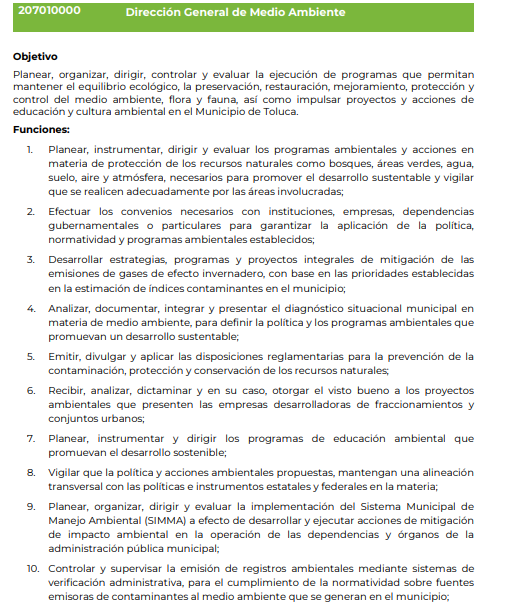 207010000 Dirección General de Medio Ambiente
Objetivo
Planear, organizar, dirigir, controlar y evaluar la ejecución de programas que permitan
mantener el equilibrio ecológico, la preservación, restauración, mejoramiento, protección y
control del medio ambiente, flora y fauna, así como impulsar proyectos y acciones de
educación y cultura ambiental en el Municipio de Toluca.
Funciones:
1. Planear, instrumentar, dirigir y evaluar los programas ambientales y acciones en
materia de protección de los recursos naturales como bosques, áreas verdes, agua,
suelo, aire y atmósfera, necesarios para promover el desarrollo sustentable y vigilar
que se realicen adecuadamente por las áreas involucradas;
2. Efectuar los convenios necesarios con instituciones, empresas, dependencias
gubernamentales o particulares para garantizar la aplicación de la política,
normatividad y programas ambientales establecidos;
3. Desarrollar estrategias, programas y proyectos integrales de mitigación de las
emisiones de gases de efecto invernadero, con base en las prioridades establecidas
en la estimación de índices contaminantes en el municipio;
4. Analizar, documentar, integrar y presentar el diagnóstico situacional municipal en
materia de medio ambiente, para definir la política y los programas ambientales que
promuevan un desarrollo sustentable;
5. Emitir, divulgar y aplicar las disposiciones reglamentarias para la prevención de la
contaminación, protección y conservación de los recursos naturales;
6. Recibir, analizar, dictaminar y en su caso, otorgar el visto bueno a los proyectos
ambientales que presenten las empresas desarrolladoras de fraccionamientos y
conjuntos urbanos;
7. Planear, instrumentar y dirigir los programas de educación ambiental que
promuevan el desarrollo sostenible;
8. Vigilar que la política y acciones ambientales propuestas, mantengan una alineación
transversal con las políticas e instrumentos estatales y federales en la materia;
9. Planear, organizar, dirigir y evaluar la implementación del Sistema Municipal de
Manejo Ambiental (SIMMA) a efecto de desarrollar y ejecutar acciones de mitigación
de impacto ambiental en la operación de las dependencias y órganos de la
administración pública municipal;
10. Controlar y supervisar la emisión de registros ambientales mediante sistemas de
verificación administrativa, para el cumplimiento de la normatividad sobre fuentes
emisoras de contaminantes al medio ambiente que se generan en el municipio;